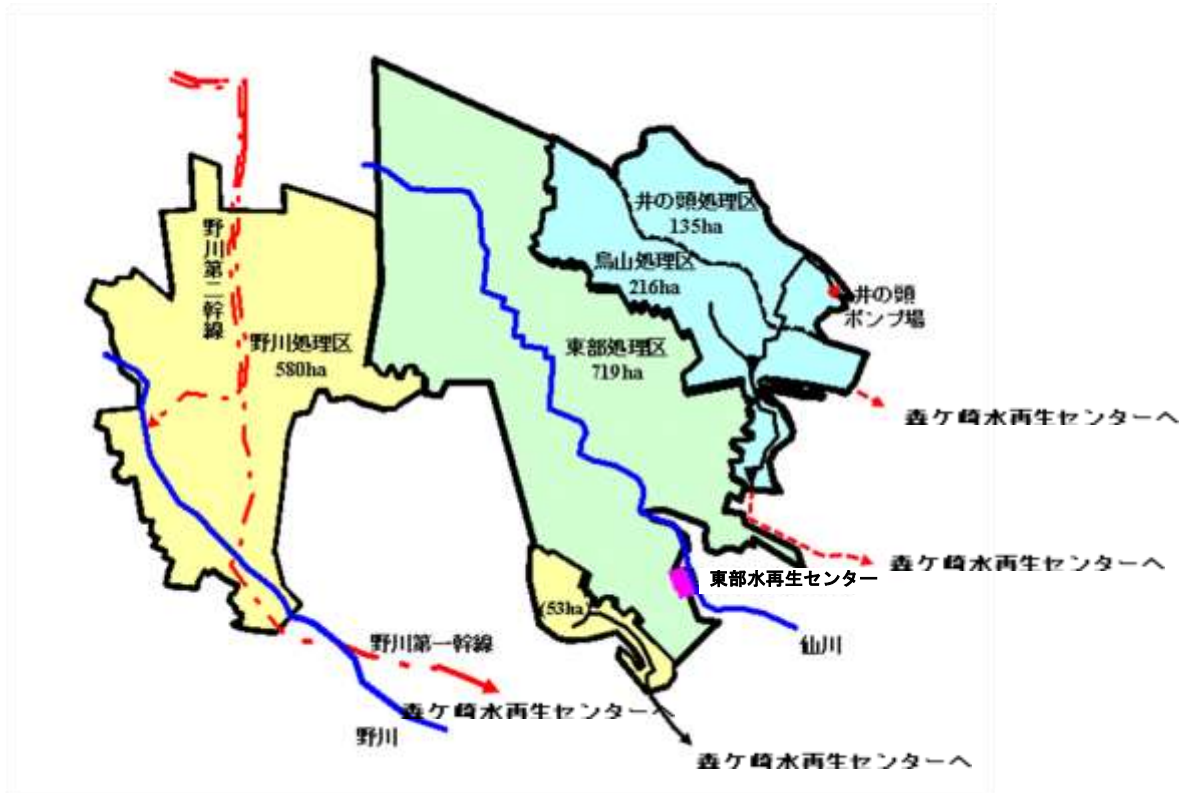 井の頭処理区
135ha
烏山処理区
216ha
井の頭
ポンプ場
野川第二幹線
野川処理区
580ha
東部処理区
719ha
森ケ崎水再生センターへ
森ケ崎水再生センターへ
東部水再生センター
(53ha)
仙川
野川第一幹線
森ケ崎水再生センターへ
野川
森ケ崎水再生センターへ